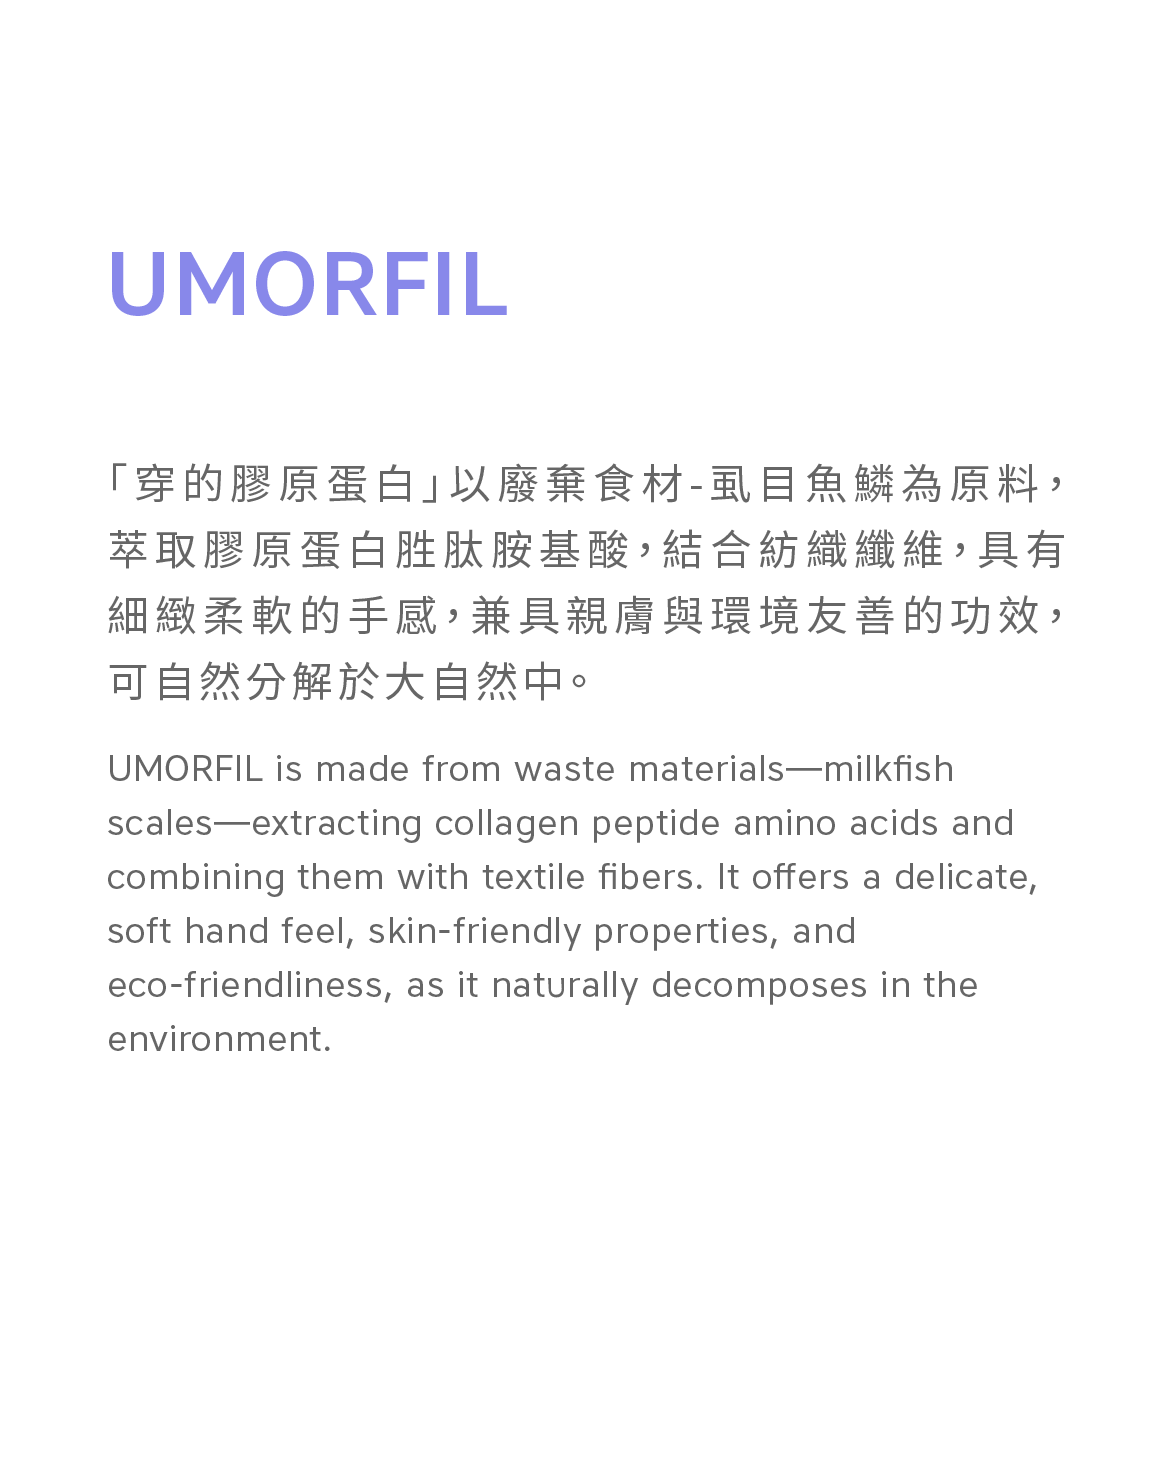 UMORFIL
「穿的膠原蛋白」以廢棄食材-虱目魚鱗為原料，
萃取膠原蛋白胜肽胺基酸，結合紡織纖維，具有
細緻柔軟的手感，兼具親膚與環境友善的功效，
可自然分解於大自然中。
UMORFIL is made from waste materials—milkfish
scales—extracting collagen peptide amino acids and
combining them with textile fibers. It offers a delicate,
soft hand feel, skin-friendly properties, and
eco-friendliness, as it naturally decomposes in the
environment.